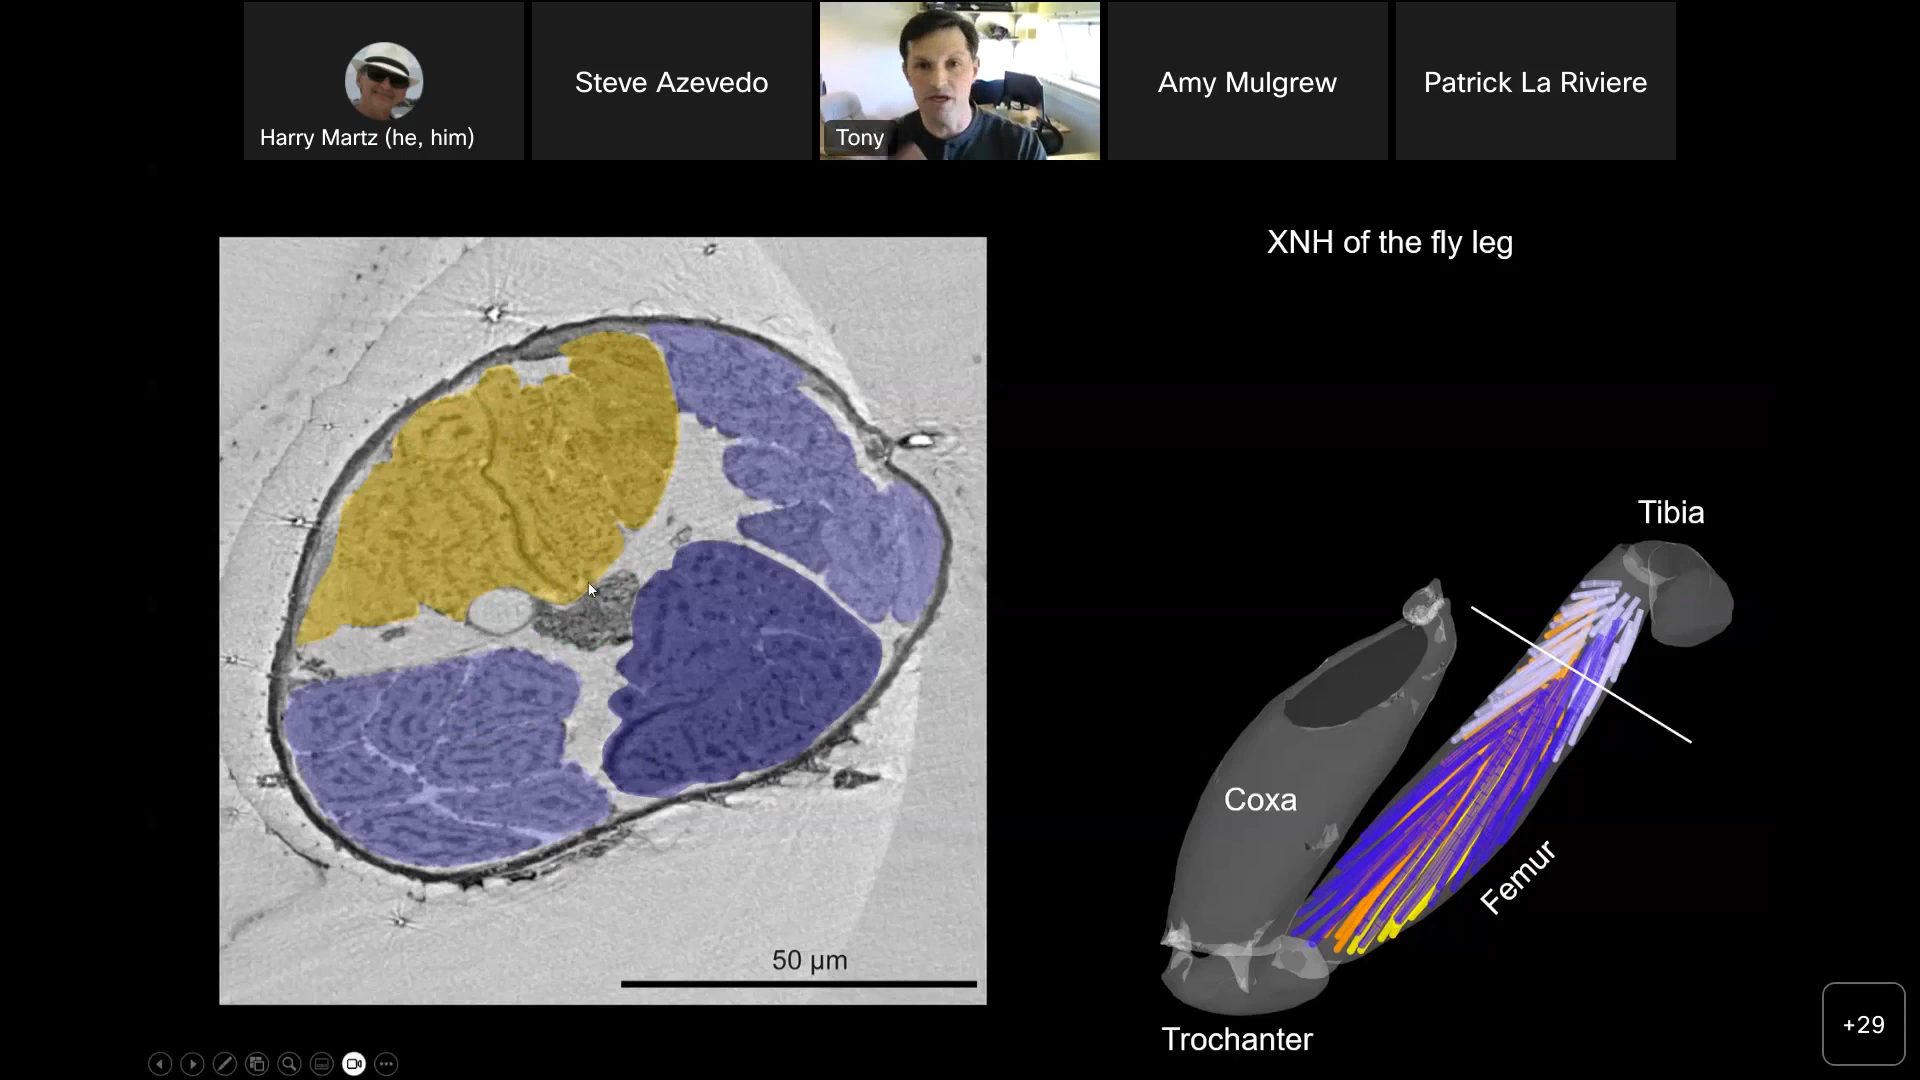 Harry Martz (he, him)
Steve Azevedo
Tony
Amy Mulgrew
Patrick La Riviere
XNH of the fly leg
Tibia
Coxa
Femur
50 µm
Trochanter
+29